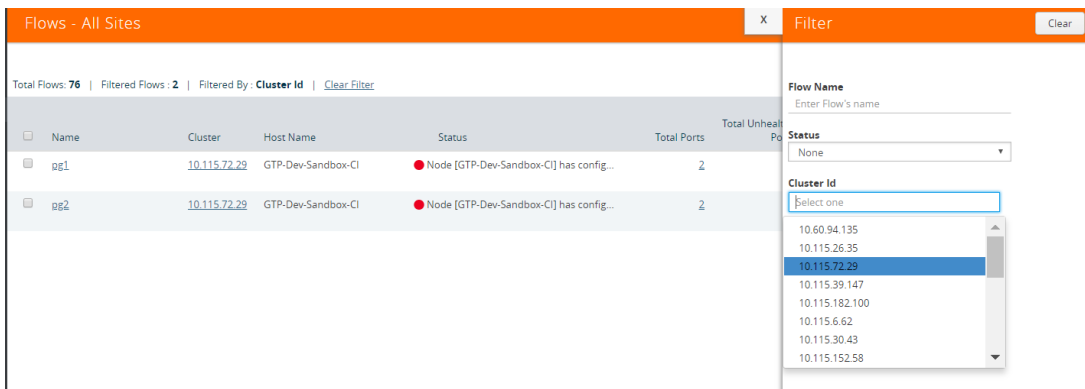 Flows - All Sites
X
Filter
Clear
Total Flows: 76 | Filtered Flows : 2 | Filtered By : Cluster Id | Clear Filter
Name Cluster Host Name Status Total Ports Total Unhealt Po
pg1 10.115.72.29 GTP-Dev-Sandbox-CI Node [GTP-Dev-Sandbox-CI] has config... 2
pg2 10.115.72.29 GTP-Dev-Sandbox-CI Node [GTP-Dev-Sandbox-CI] has config... 2
Flow Name
Enter Flow's name
Status
None
Cluster Id
Select one
10.60.94.135
10.115.26.35
10.115.72.29
10.115.39.147
10.115.182.100
10.115.6.62
10.115.30.43
10.115.152.58